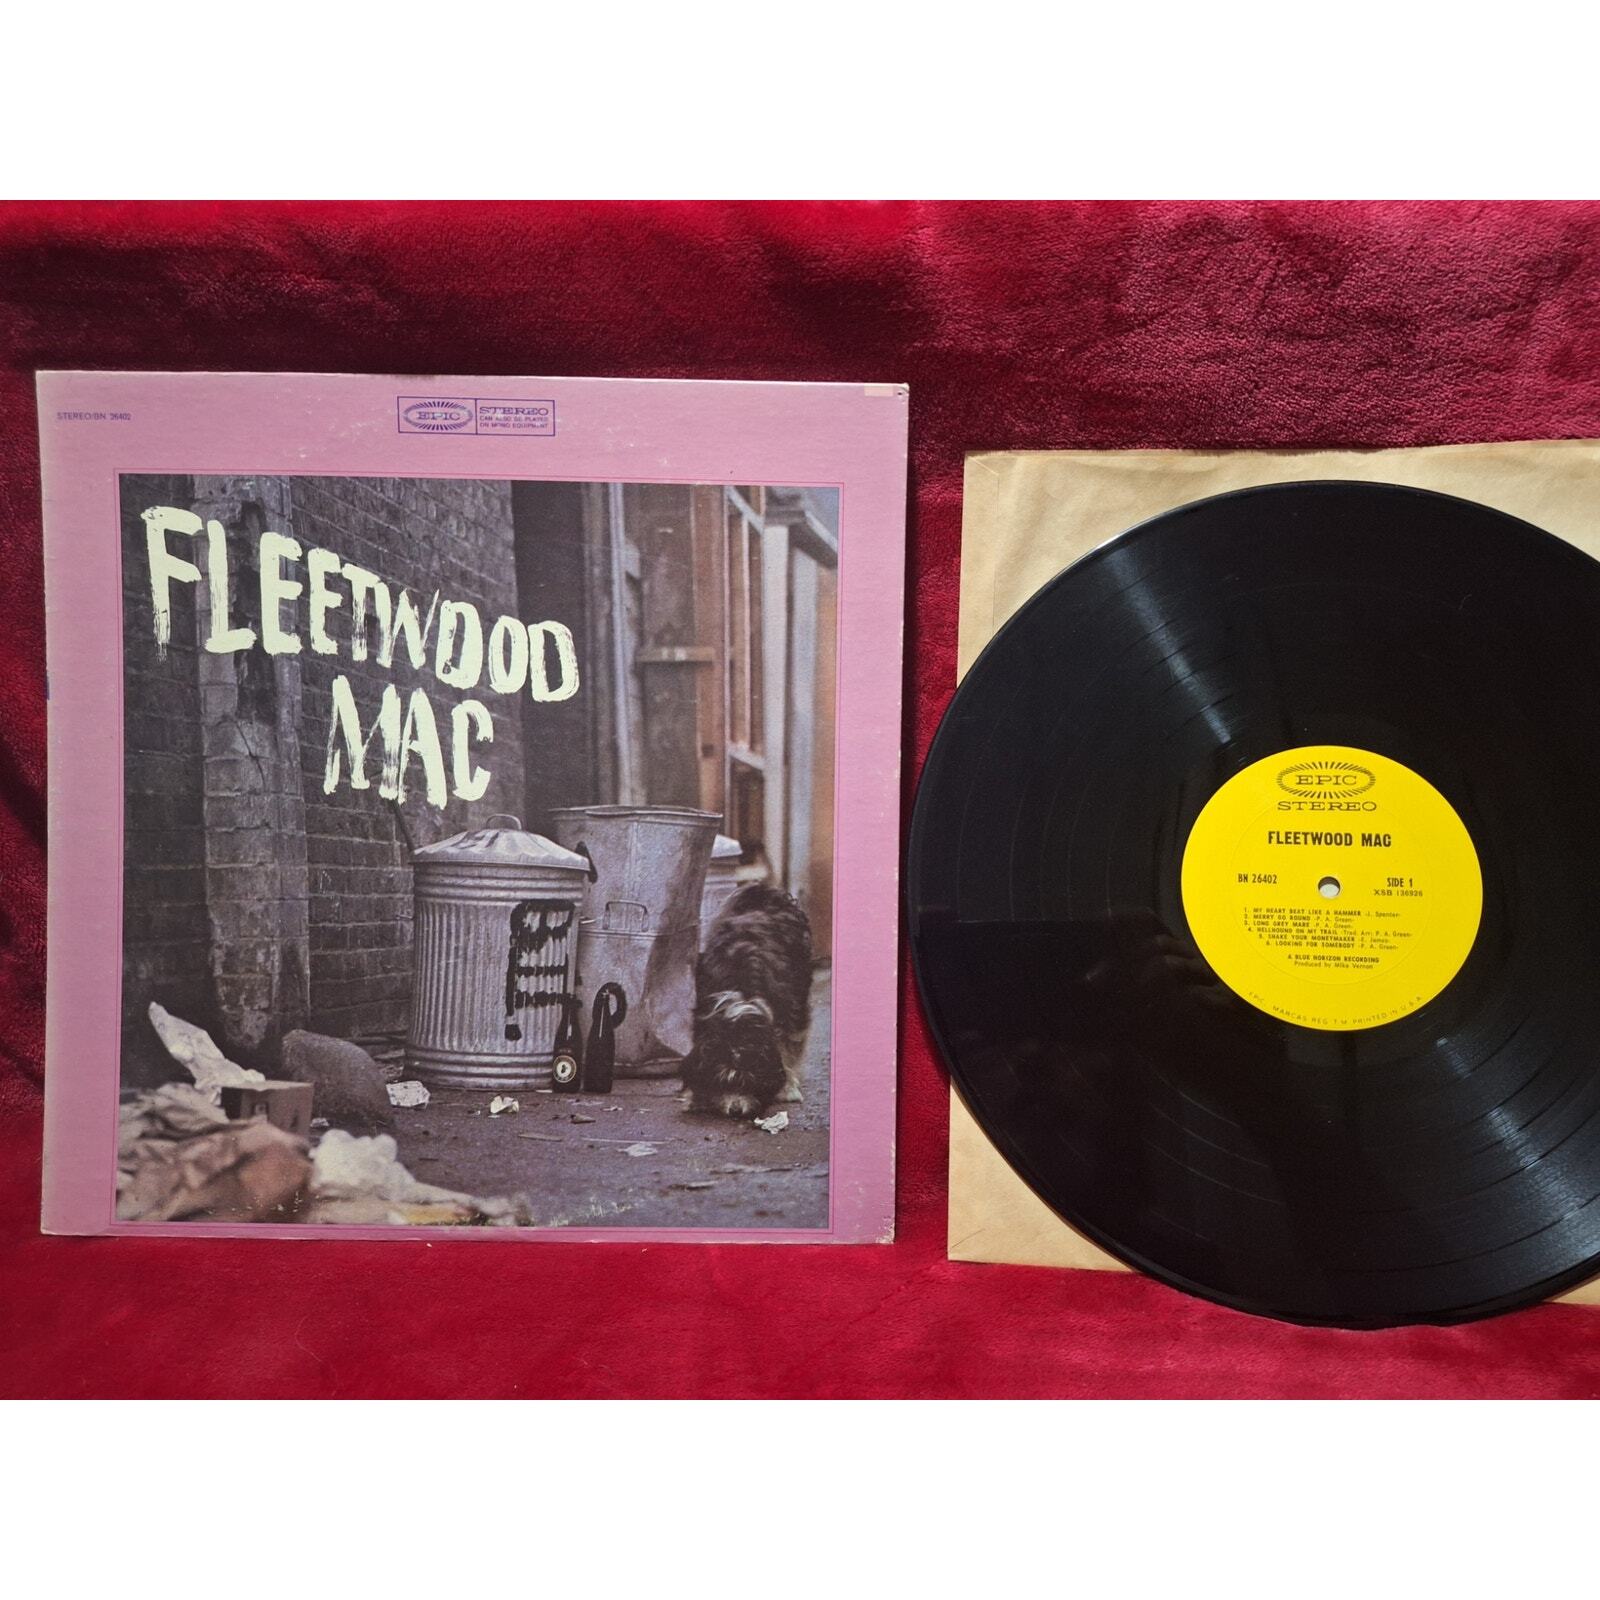 STEREO/BN 26402
EPIC
STEREO
CAN ALSO BE PLAYED
ON MONO EQUIPMENT
FLEETWOOD
MAC
EPIC
STEREO
FLEETWOOD MAC
BN 26402
SIDE 1
XSB 136926
1. MY HEART BEAT LIKE A HAMMER -J. Spenter-
2. MERRY GO ROUND -P. A. Green-
3. LONG GREY MARE -P. A. Green-
4. HELLHOUND ON MY TRAIL -Trad. Arr: P. A. Green-
5. SHAKE YOUR MONEYMAKER -E. James-
6. LOOKING FOR SOMEBODY -P. A. Green-
A BLUE HORIZON RECORDING
Produced by Mike Vernon
"EPIC", MARCAS REG. T.M. PRINTED IN U.S.A.